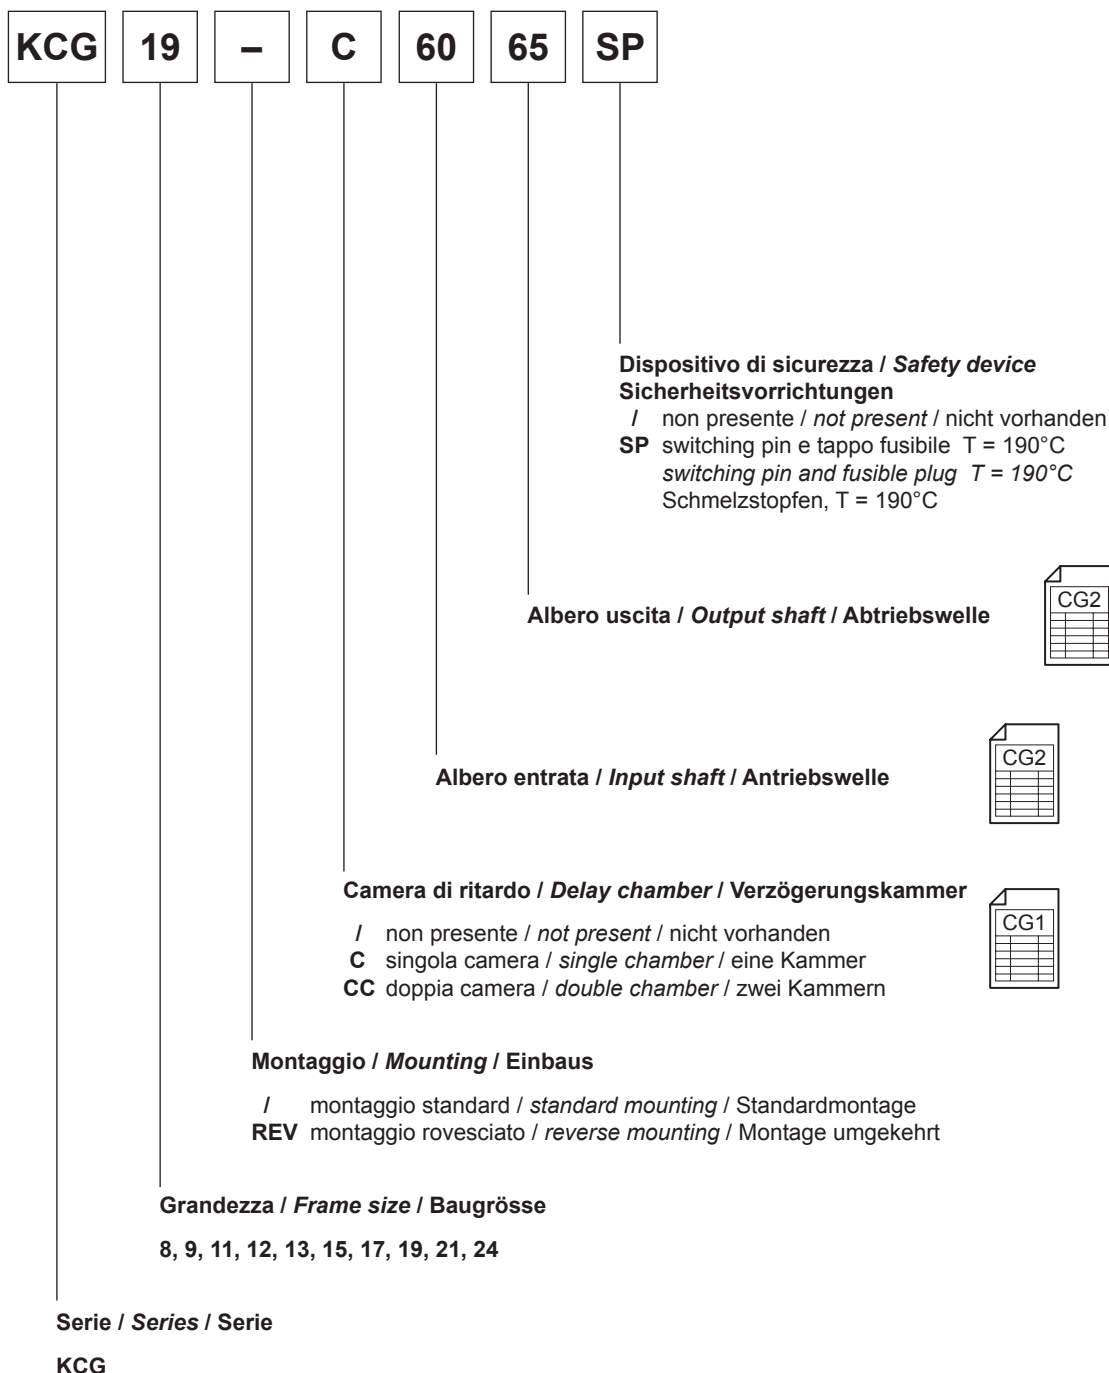 KCG 19 – C 60 65 SP
Dispositivo di sicurezza / Safety device
Sicherheitsvorrichtungen
/ non presente / not present / nicht vorhanden
SP switching pin e tappo fusibile T = 190°C
switching pin and fusible plug T = 190°C
Schmelzstopfen, T = 190°C
CG2
Albero uscita / Output shaft / Abtriebswelle
CG2
Albero entrata / Input shaft / Antriebswelle
Camera di ritardo / Delay chamber / Verzögerungskammer
CG1
/ non presente / not present / nicht vorhanden
C singola camera / single chamber / eine Kammer
CC doppia camera / double chamber / zwei Kammern
Montaggio / Mounting / Einbaus
/ montaggio standard / standard mounting / Standardmontage
REV montaggio rovesciato / reverse mounting / Montage umgekehrt
Grandezza / Frame size / Baugrösse
8, 9, 11, 12, 13, 15, 17, 19, 21, 24
Serie / Series / Serie
KCG